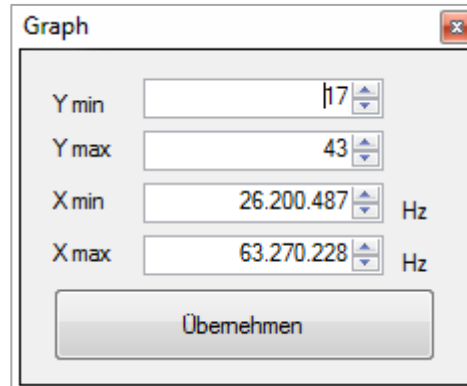 Graph
Y min 17
Y max 43
X min 26.200.487 Hz
X max 63.270.228 Hz
Übernehmen